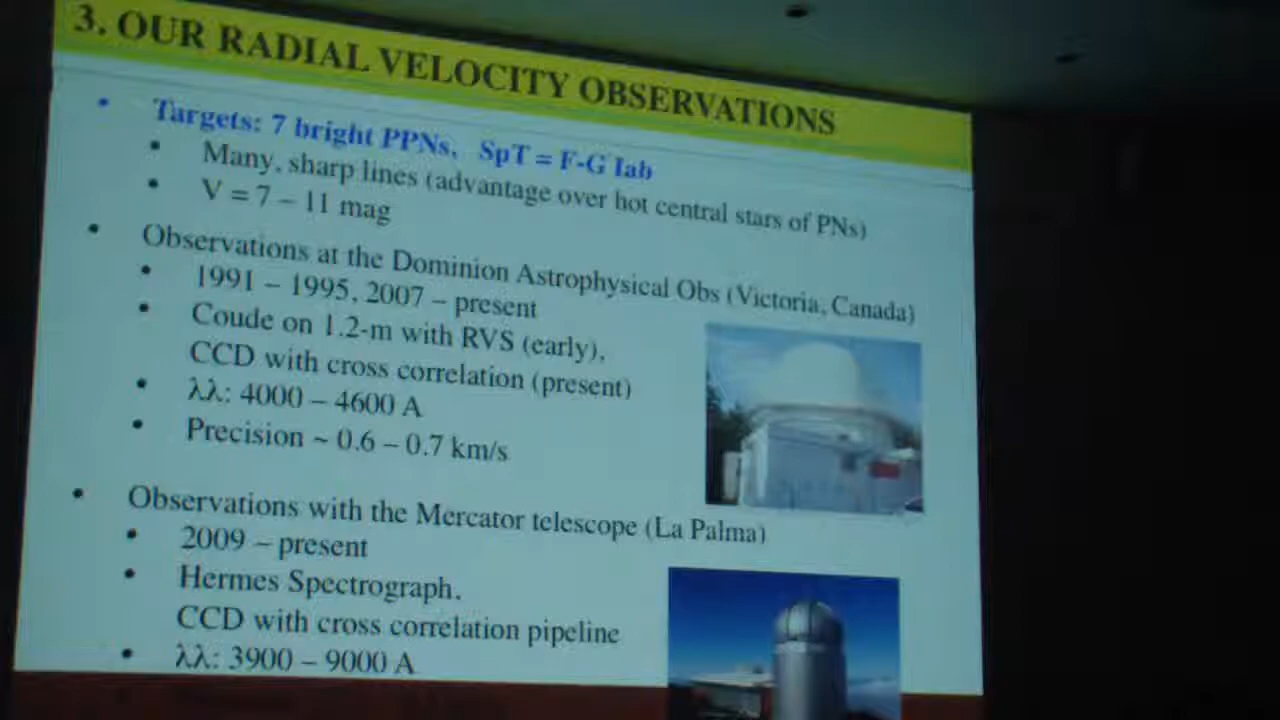 3. OUR RADIAL VELOCITY OBSERVATIONS
• Targets: 7 bright PPNs, SpT = F-G Iab
• Many, sharp lines (advantage over hot central stars of PNs)
• V = 7 – 11 mag
• Observations at the Dominion Astrophysical Obs (Victoria, Canada)
• 1991 – 1995, 2007 – present
• Coude on 1.2-m with RVS (early),
CCD with cross correlation (present)
• λλ: 4000 – 4600 A
• Precision ~ 0.6 – 0.7 km/s
• Observations with the Mercator telescope (La Palma)
• 2009 – present
• Hermes Spectrograph,
CCD with cross correlation pipeline
• λλ: 3900 – 9000 A